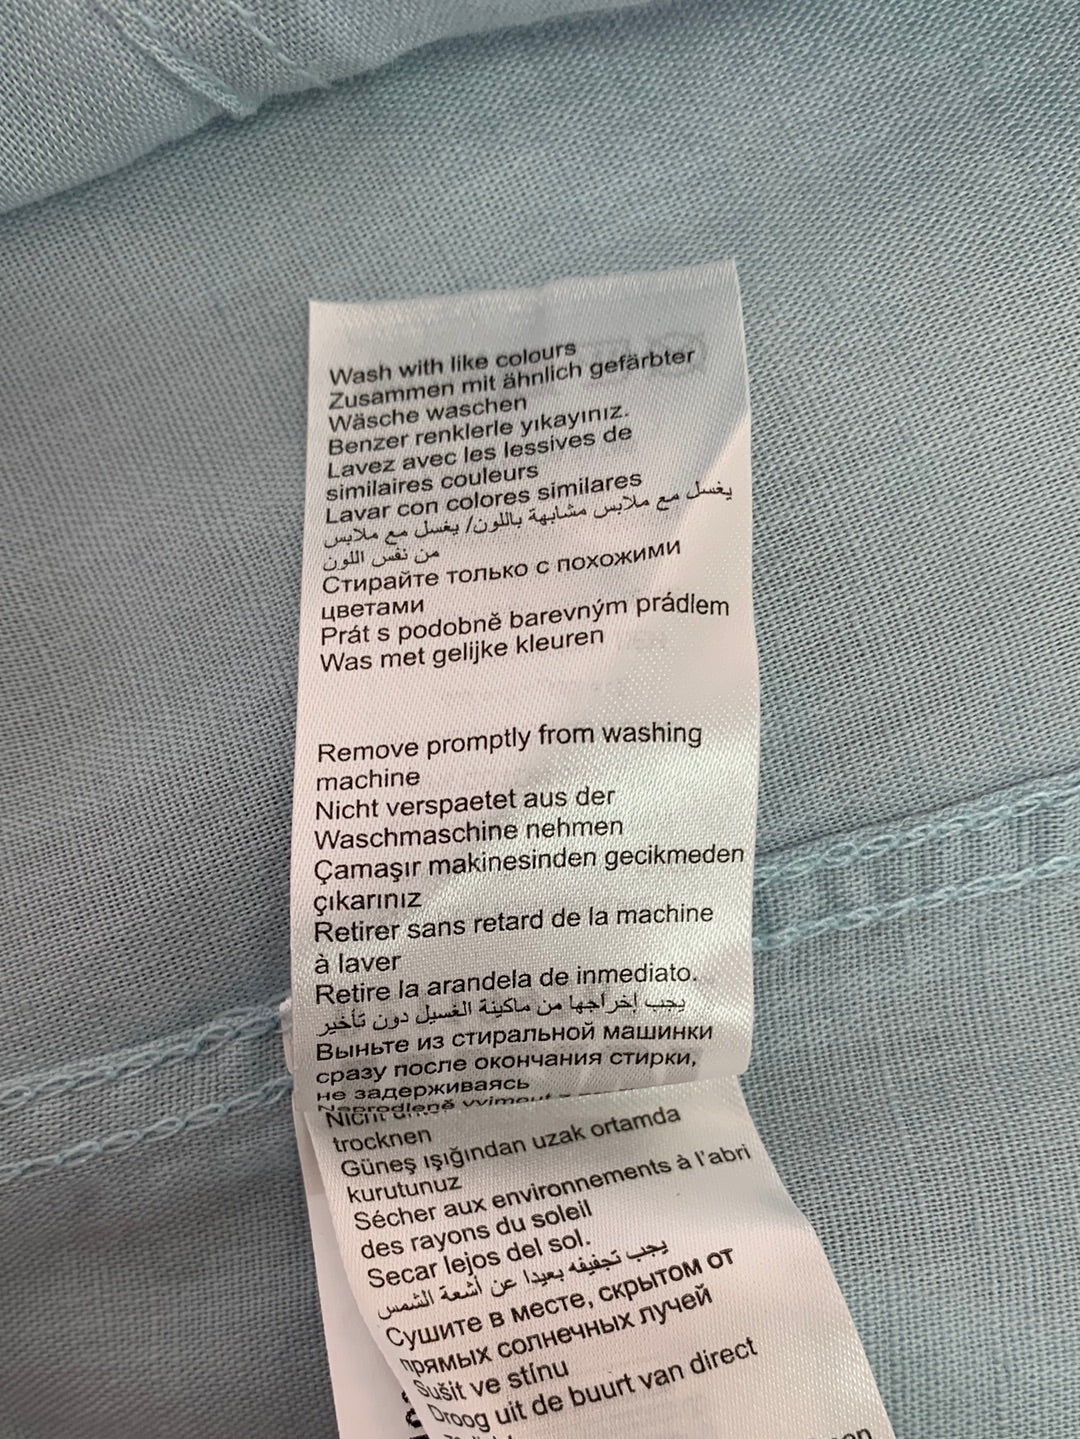 Wash with like colours
Zusammen mit ähnlich gefärbter
Wäsche waschen
Benzer renklerle yıkayınız.
Lavez avec les lessives de
similaires couleurs
Lavar con colores similares
يغسل مع ملابس مشابهة باللون/ يغسل مع ملابس
من نفس اللون
Стирайте только с похожими
цветами
Prát s podobně barevným prádlem
Was met gelijke kleuren
Remove promptly from washing
machine
Nicht verspaetet aus der
Waschmaschine nehmen
Çamaşır makinesinden gecikmeden
çıkarınız
Retirer sans retard de la machine
à laver
Retire la arandela de inmediato.
يجب إخراجها من ماكينة الغسيل دون تأخير
Выньте из стиральной машинки
сразу после окончания стирки,
не задерживаясь
Neprodleně
Nicht
trocknen
Güneş ışığından uzak ortamda
kurutunuz
Sécher aux environnements à l'abri
des rayons du soleil
Secar lejos del sol.
يجب تجفيفه بعيدا عن أشعة الشمس
Сушите в месте, скрытом от
прямых солнечных лучей
Sušit ve stínu
Droog uit de buurt van direct